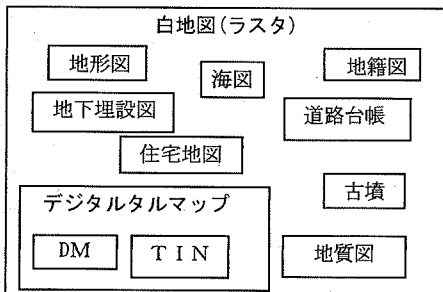 白地図(ラスタ)
地形図
海図
地籍図
地下埋設図
道路台帳
住宅地図
古墳
デジタルタルマップ
DM
TIN
地質図